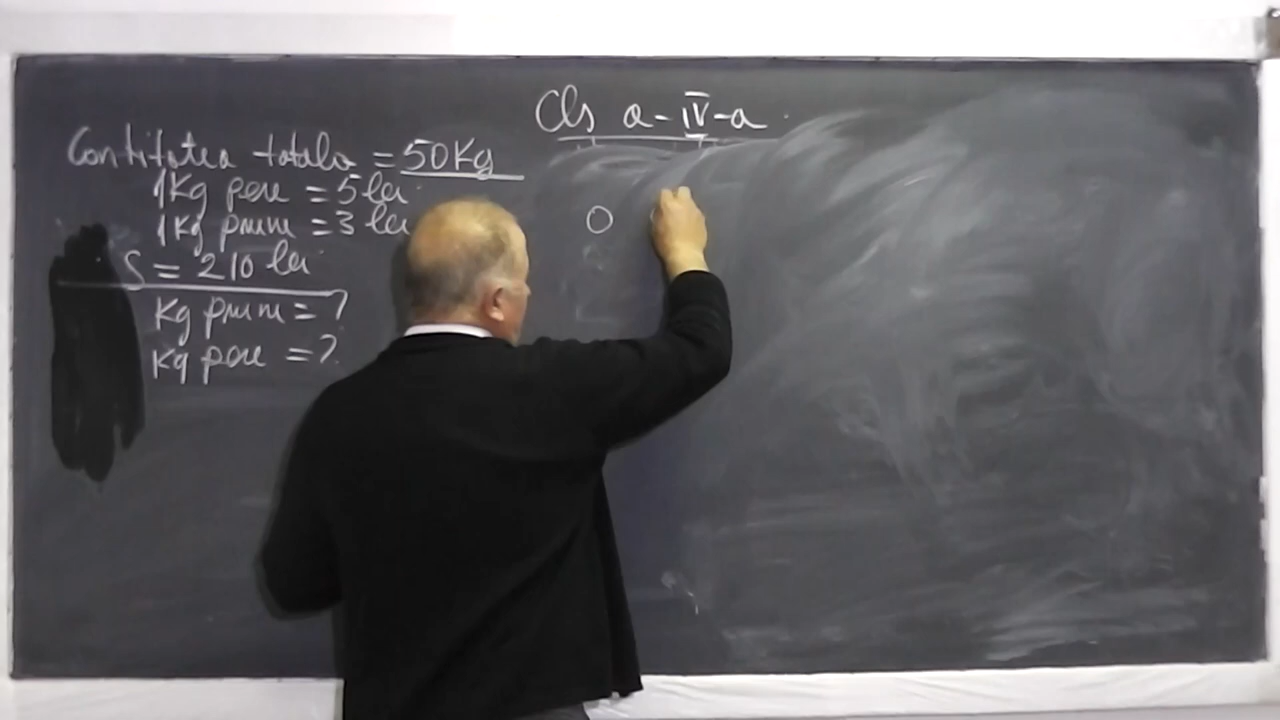 Cls a-IV-a
Cantitatea totala = 50Kg
1Kg pere = 5 lei
1Kg prune = 3 lei
S = 210 lei
Kg prune = ?
Kg pere = ?
O